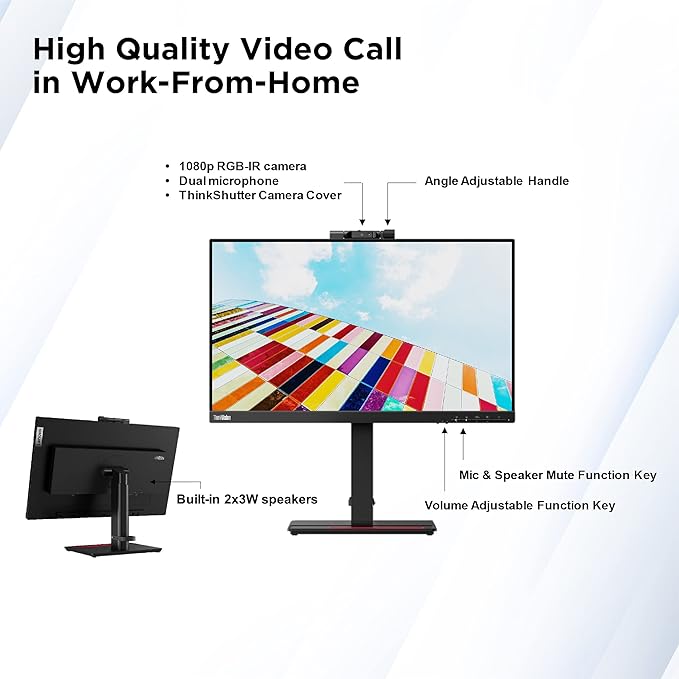 High Quality Video Call
in Work-From-Home
• 1080p RGB-IR camera
• Dual microphone
• ThinkShutter Camera Cover
Angle Adjustable Handle
ThinkVision
Lenovo
Mic & Speaker Mute Function Key
Built-in 2x3W speakers
Volume Adjustable Function Key